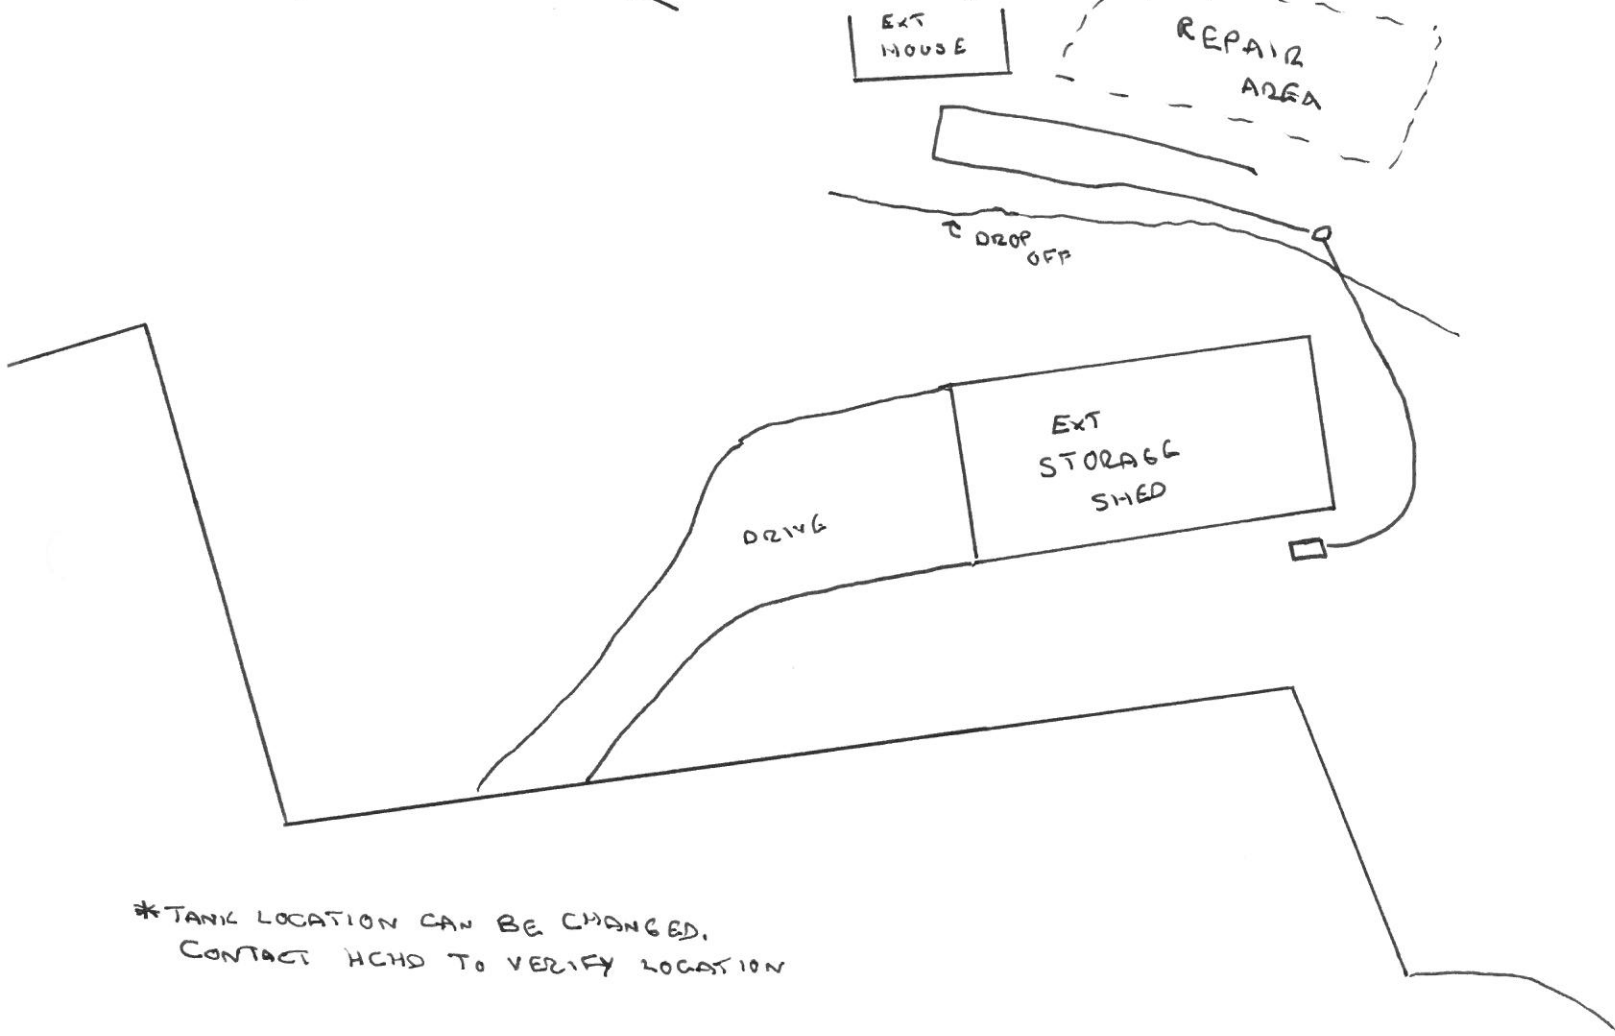 EXT
HOUSE
REPAIR
AREA
DROP
OFF
EXT
STORAGE
SHED
DRIVE
*TANK LOCATION CAN BE CHANGED.
CONTACT HCHD TO VERIFY LOCATION